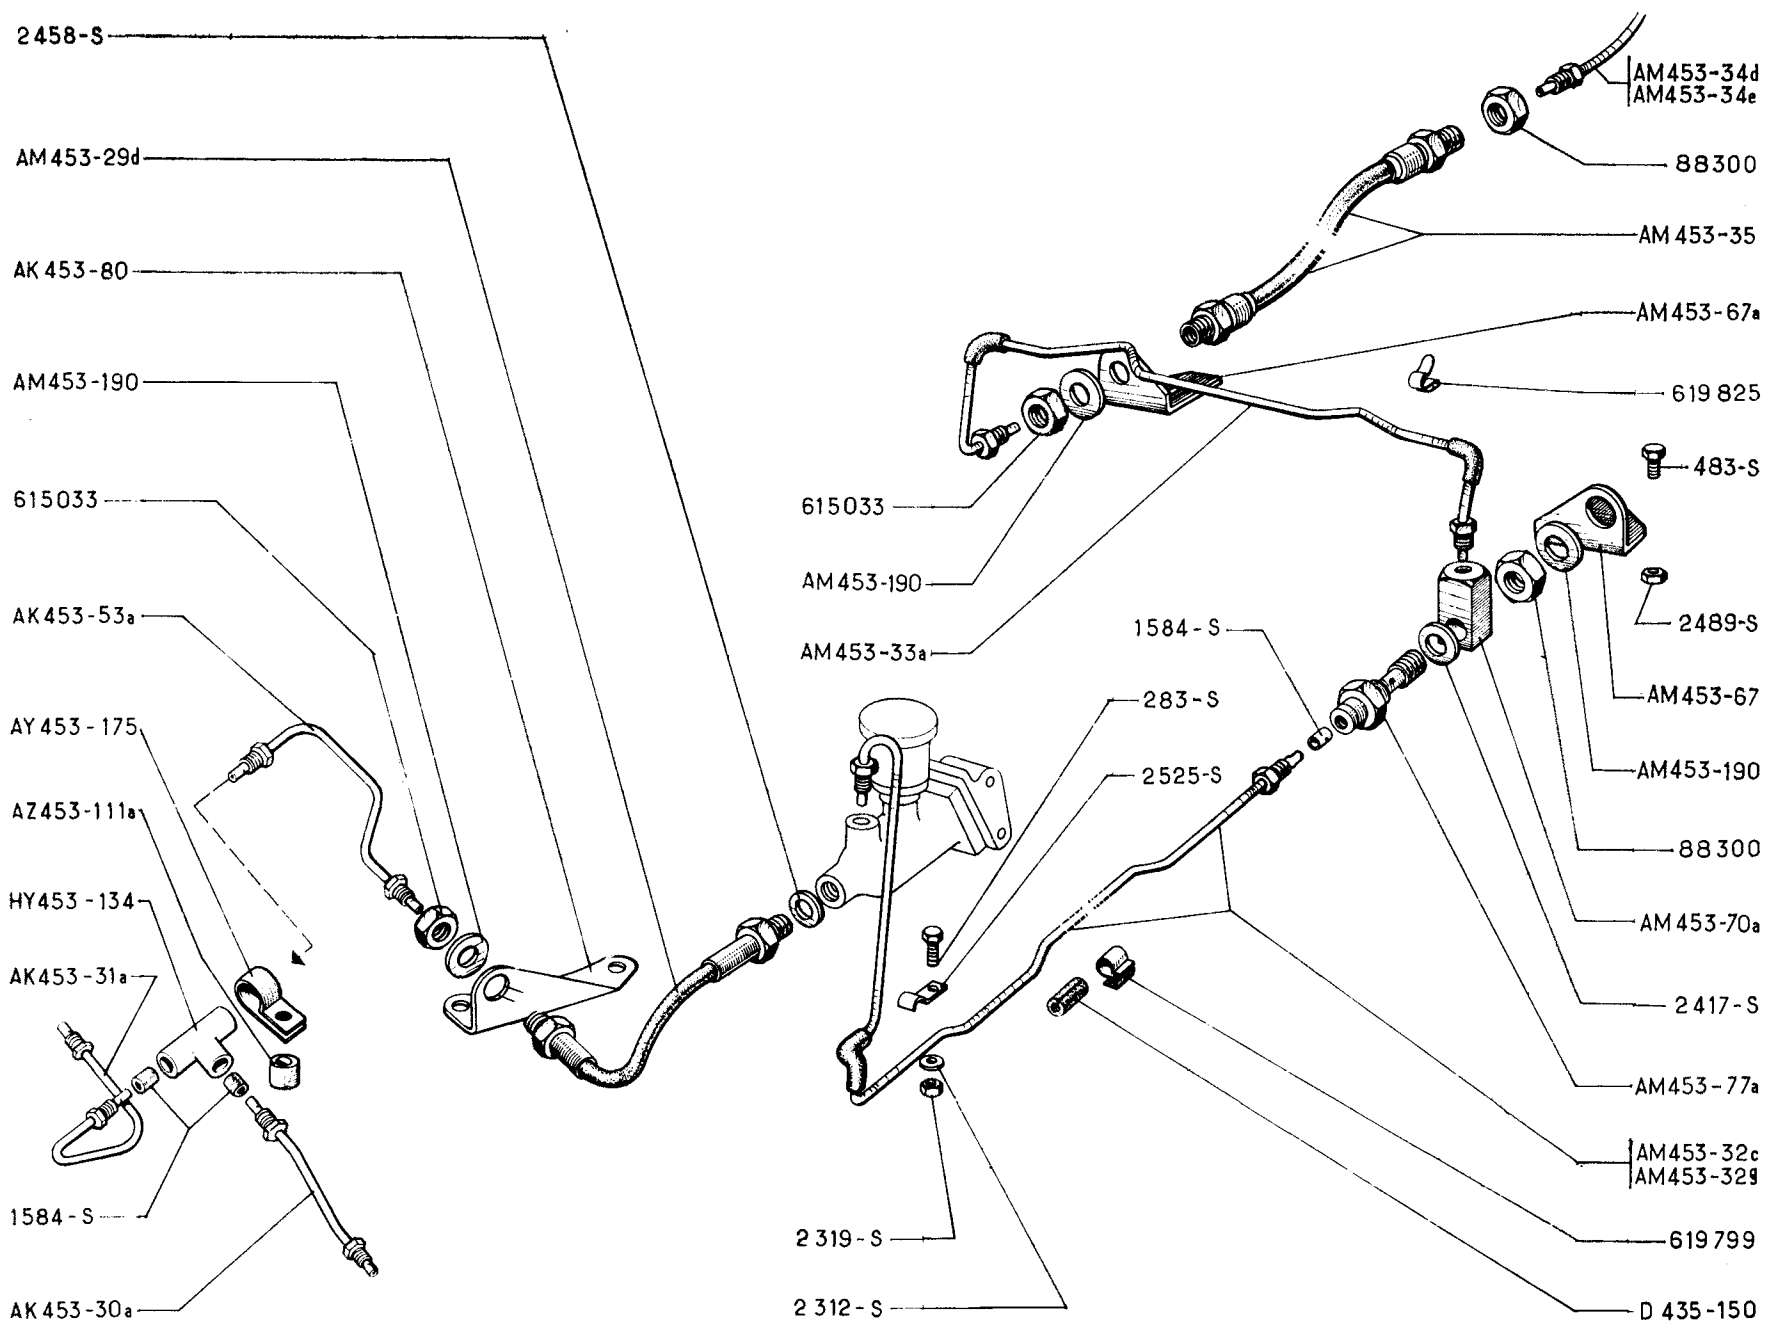 2458-S
AM453-29d
AK453-80
AM453-190
615033
AK453-53a
AY453-175
AZ453-111a
HY453-134
AK453-31a
1584-S
AK453-30a
615033
AM453-190
AM453-33a
1584-S
283-S
2525-S
2319-S
2312-S
AM453-34d
AM453-34e
88300
AM453-35
AM453-67a
619825
483-S
2489-S
AM453-67
AM453-190
88300
AM453-70a
2417-S
AM453-77a
AM453-32c
AM453-32g
619799
D 435-150